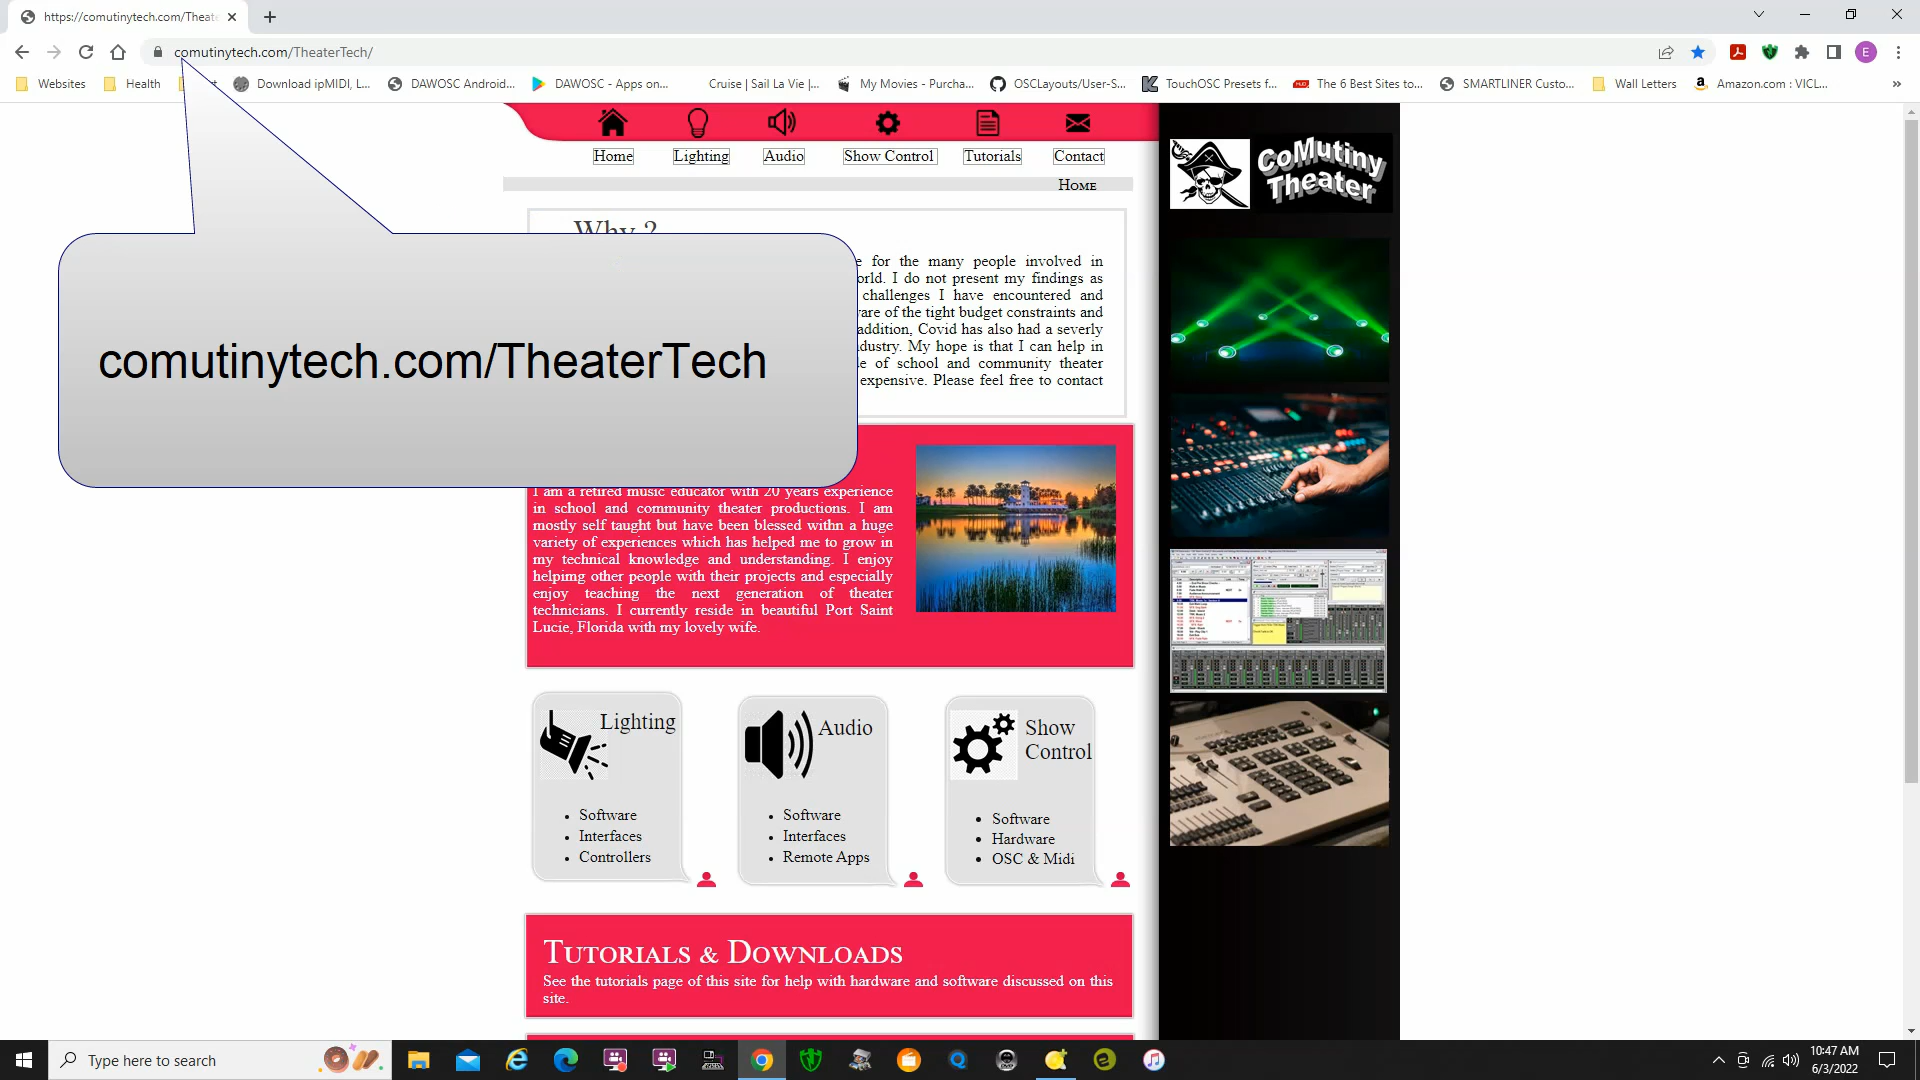 https://comutinytech.com/Theate
comutinytech.com/TheaterTech/
E
Websites
Health
Download ipMIDI, L...
DAWOSC Android...
DAWOSC - Apps on...
Cruise | Sail La Vie |...
My Movies - Purcha...
OSCLayouts/User-S...
TouchOSC Presets f...
The 6 Best Sites to...
SMARTLINER Custo...
Wall Letters
Amazon.com : VICL...
»
Home
Lighting
Audio
Show Control
Tutorials
Contact
Home
CoMutiny
Theater
Why ?
e for the many people involved in
orld. I do not present my findings as
challenges I have encountered and
are of the tight budget constraints and
addition, Covid has also had a severly
dustry. My hope is that I can help in
e of school and community theater
expensive. Please feel free to contact
comutinytech.com/TheaterTech
I am a retired music educator with 20 years experience
in school and community theater productions. I am
mostly self taught but have been blessed withn a huge
variety of experiences which has helped me to grow in
my technical knowledge and understanding. I enjoy
helpimg other people with their projects and especially
enjoy teaching the next generation of theater
technicians. I currently reside in beautiful Port Saint
Lucie, Florida with my lovely wife.
Lighting
• Software
• Interfaces
• Controllers
Audio
• Software
• Interfaces
• Remote Apps
Show
Control
• Software
• Hardware
• OSC & Midi
Tutorials & Downloads
See the tutorials page of this site for help with hardware and software discussed on this
site.
Type here to search
10:47 AM
6/3/2022